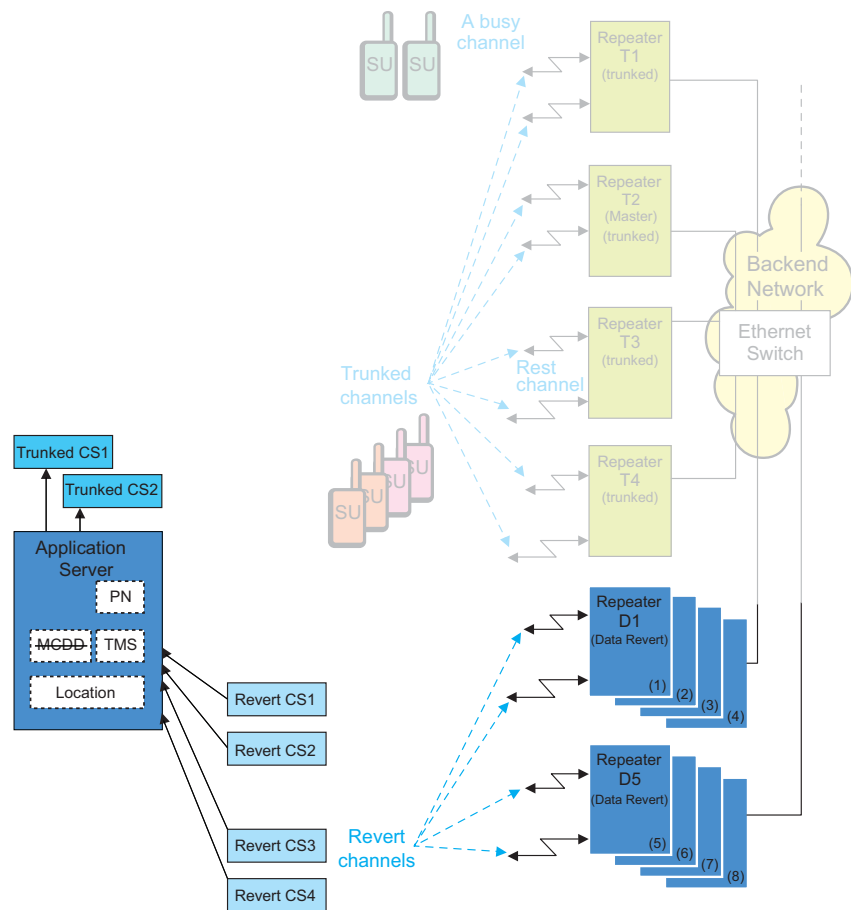 A busy
channel
SU SU
Repeater
T1
(trunked)
Repeater
T2
(Master)
(trunked)
Backend
Network
Ethernet
Switch
Repeater
T3
(trunked)
Rest
channel
Trunked
channels
SU
SU
SU
SU
Repeater
T4
(trunked)
Trunked CS1
Trunked CS2
Application
Server
PN
MCDD
TMS
Location
Revert CS1
Revert CS2
Revert CS3
Revert CS4
Revert
channels
Repeater
D1
(Data Revert)
(1)
(2)
(3)
(4)
Repeater
D5
(Data Revert)
(5)
(6)
(7)
(8)